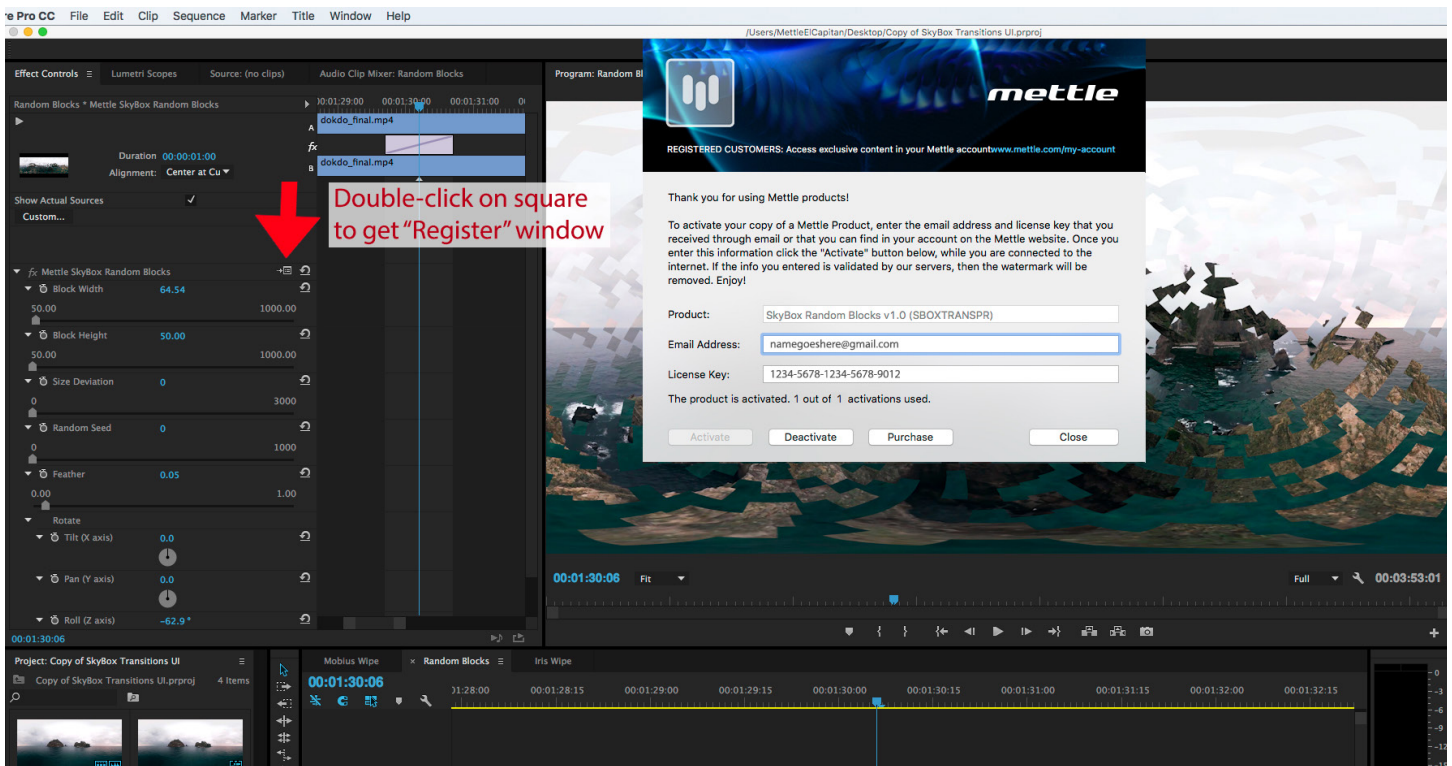 re Pro CC File Edit Clip Sequence Marker Title Window Help
/Users/MettleElCapitan/Desktop/Copy of SkyBox Transitions UI.prproj
Effect Controls Lumetri Scopes Source: (no clips) Audio Clip Mixer: Random Blocks
Random Blocks * Mettle SkyBox Random Blocks
00:01:29:00 00:01:30:00 00:01:31:00
A dokdo_final.mp4
fx
B dokdo_final.mp4
Duration 00:00:01:00
Alignment: Center at Cu
Show Actual Sources
Custom...
Double-click on square
to get "Register" window
fx Mettle SkyBox Random Blocks
Block Width 64.54
50.00 1000.00
Block Height 50.00
50.00 1000.00
Size Deviation 0
0 3000
Random Seed 0
0 1000
Feather 0.05
0.00 1.00
Rotate
Tilt (X axis) 0.0
Pan (Y axis) 0.0
Roll (Z axis) -62.9°
00:01:30:06
Program: Random Bl
mettle
REGISTERED CUSTOMERS: Access exclusive content in your Mettle accountwww.mettle.com/my-account
Thank you for using Mettle products!
To activate your copy of a Mettle Product, enter the email address and license key that you
received through email or that you can find in your account on the Mettle website. Once you
enter this information click the "Activate" button below, while you are connected to the
internet. If the info you entered is validated by our servers, then the watermark will be
removed. Enjoy!
Product: SkyBox Random Blocks v1.0 (SBOXTRANSPR)
Email Address: namegoeshere@gmail.com
License Key: 1234-5678-1234-5678-9012
The product is activated. 1 out of 1 activations used.
Activate Deactivate Purchase Close
00:01:30:06 Fit Full 00:03:53:01
Project: Copy of SkyBox Transitions UI
Copy of SkyBox Transitions UI.prproj 4 Items
Mobius Wipe × Random Blocks Iris Wipe
00:01:30:06
01:28:00 00:01:28:15 00:01:29:00 00:01:29:15 00:01:30:00 00:01:30:15 00:01:31:00 00:01:31:15 00:01:32:00 00:01:32:15
0
-3
-6
-9
-12